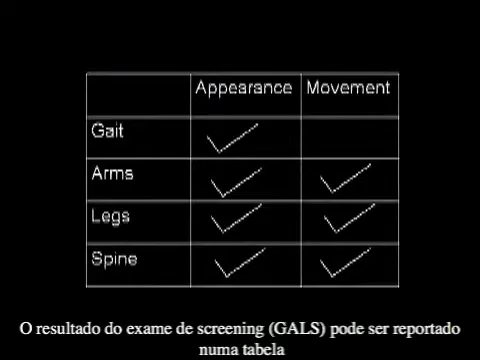 Appearance Movement
Gait
Arms
Legs
Spine
O resultado do exame de screening (GALS) pode ser reportado
numa tabela